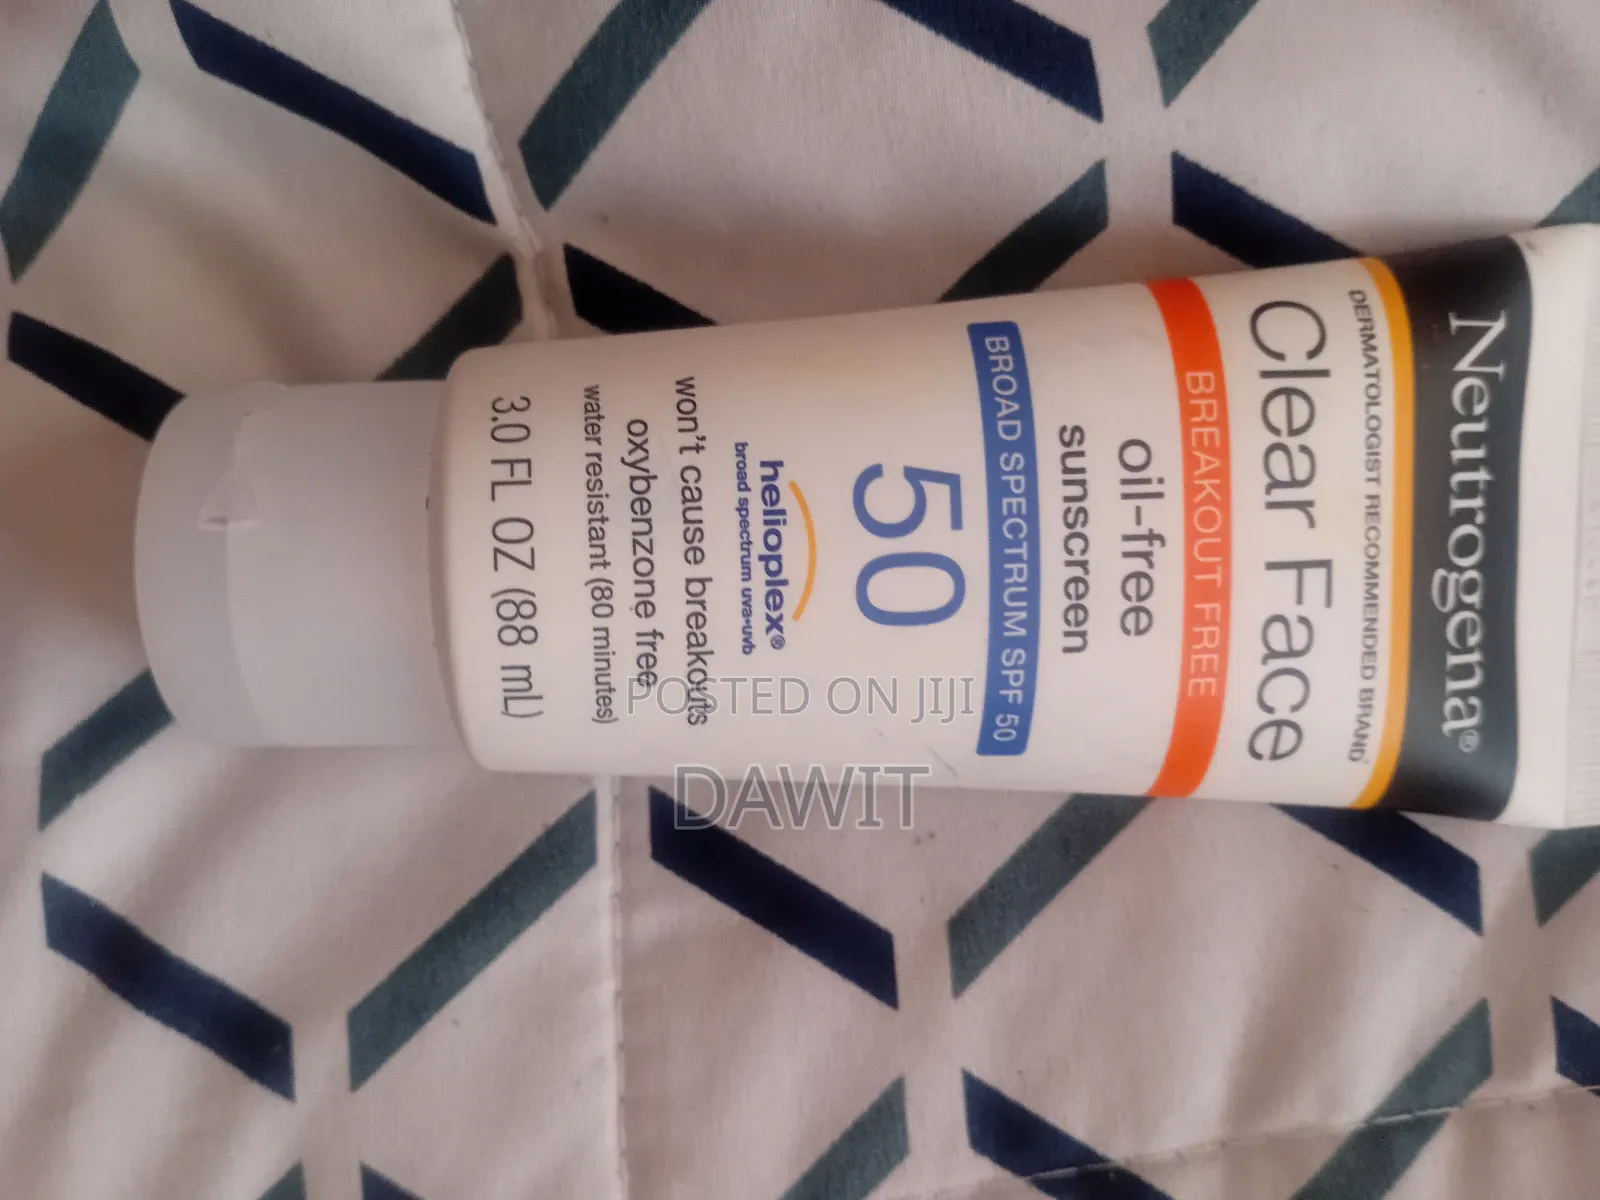 Neutrogena®
DERMATOLOGIST RECOMMENDED BRAND
Clear Face
BREAKOUT FREE
oil-free
sunscreen
BROAD SPECTRUM SPF 50
50
helioplex®
broad spectrum uva•uvb
won't cause breakouts
oxybenzone free
water resistant (80 minutes)
3.0 FL OZ (88 mL)
POSTED ON JIJI
DAWIT